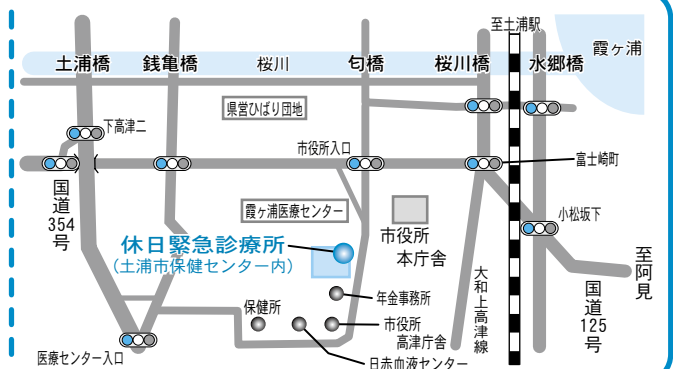 至土浦駅
霞ヶ浦
土浦橋
銭亀橋
桜川
匂橋
桜川橋
水郷橋
県営ひばり団地
下高津二
市役所入口
富士崎町
国道
354
号
霞ヶ浦医療センター
市役所
本庁舎
小松坂下
休日緊急診療所
(土浦市保健センター内)
至阿見
大和上高津線
国道
125
号
年金事務所
保健所
市役所
高津庁舎
医療センター入口
日赤血液センター